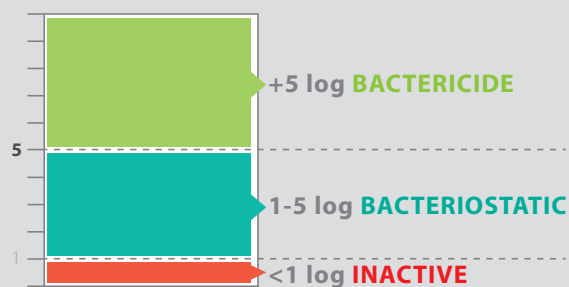 +5 log BACTERICIDE
5
1-5 log BACTERIOSTATIC
1
<1 log INACTIVE